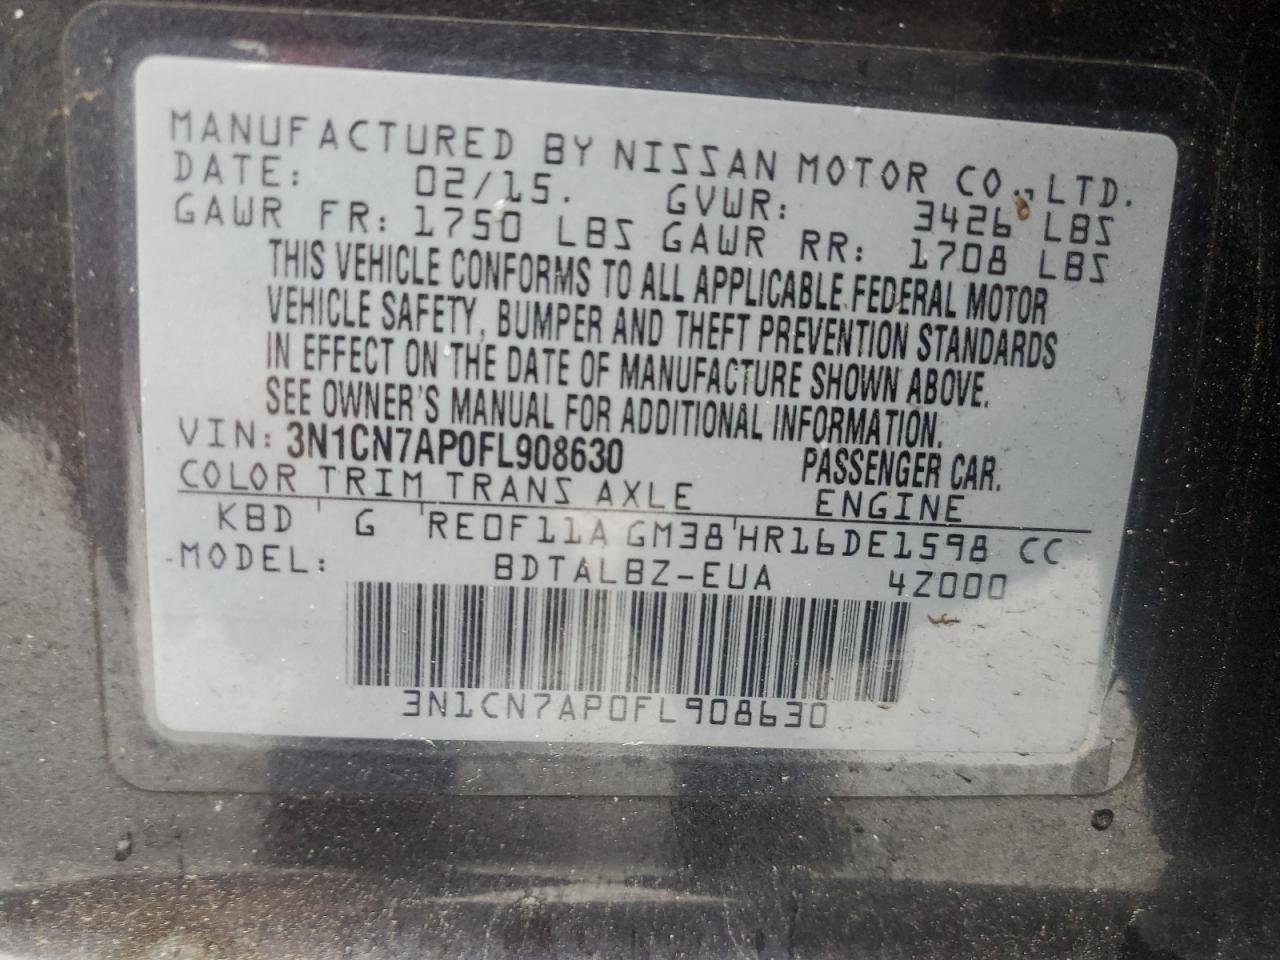 MANUFACTURED BY NISSAN MOTOR CO., LTD.
DATE: 02/15. GVWR: 3426 LBS
GAWR FR: 1750 LBS GAWR RR: 1708 LBS
THIS VEHICLE CONFORMS TO ALL APPLICABLE FEDERAL MOTOR
VEHICLE SAFETY, BUMPER AND THEFT PREVENTION STANDARDS
IN EFFECT ON THE DATE OF MANUFACTURE SHOWN ABOVE.
SEE OWNER'S MANUAL FOR ADDITIONAL INFORMATION.
VIN: 3N1CN7AP0FL908630 PASSENGER CAR.
COLOR TRIM TRANS AXLE ENGINE
KBD G RE0F11A GM38 HR16DE1598 CC
MODEL: BDTALBZ-EUA 4Z000
3N1CN7AP0FL908630